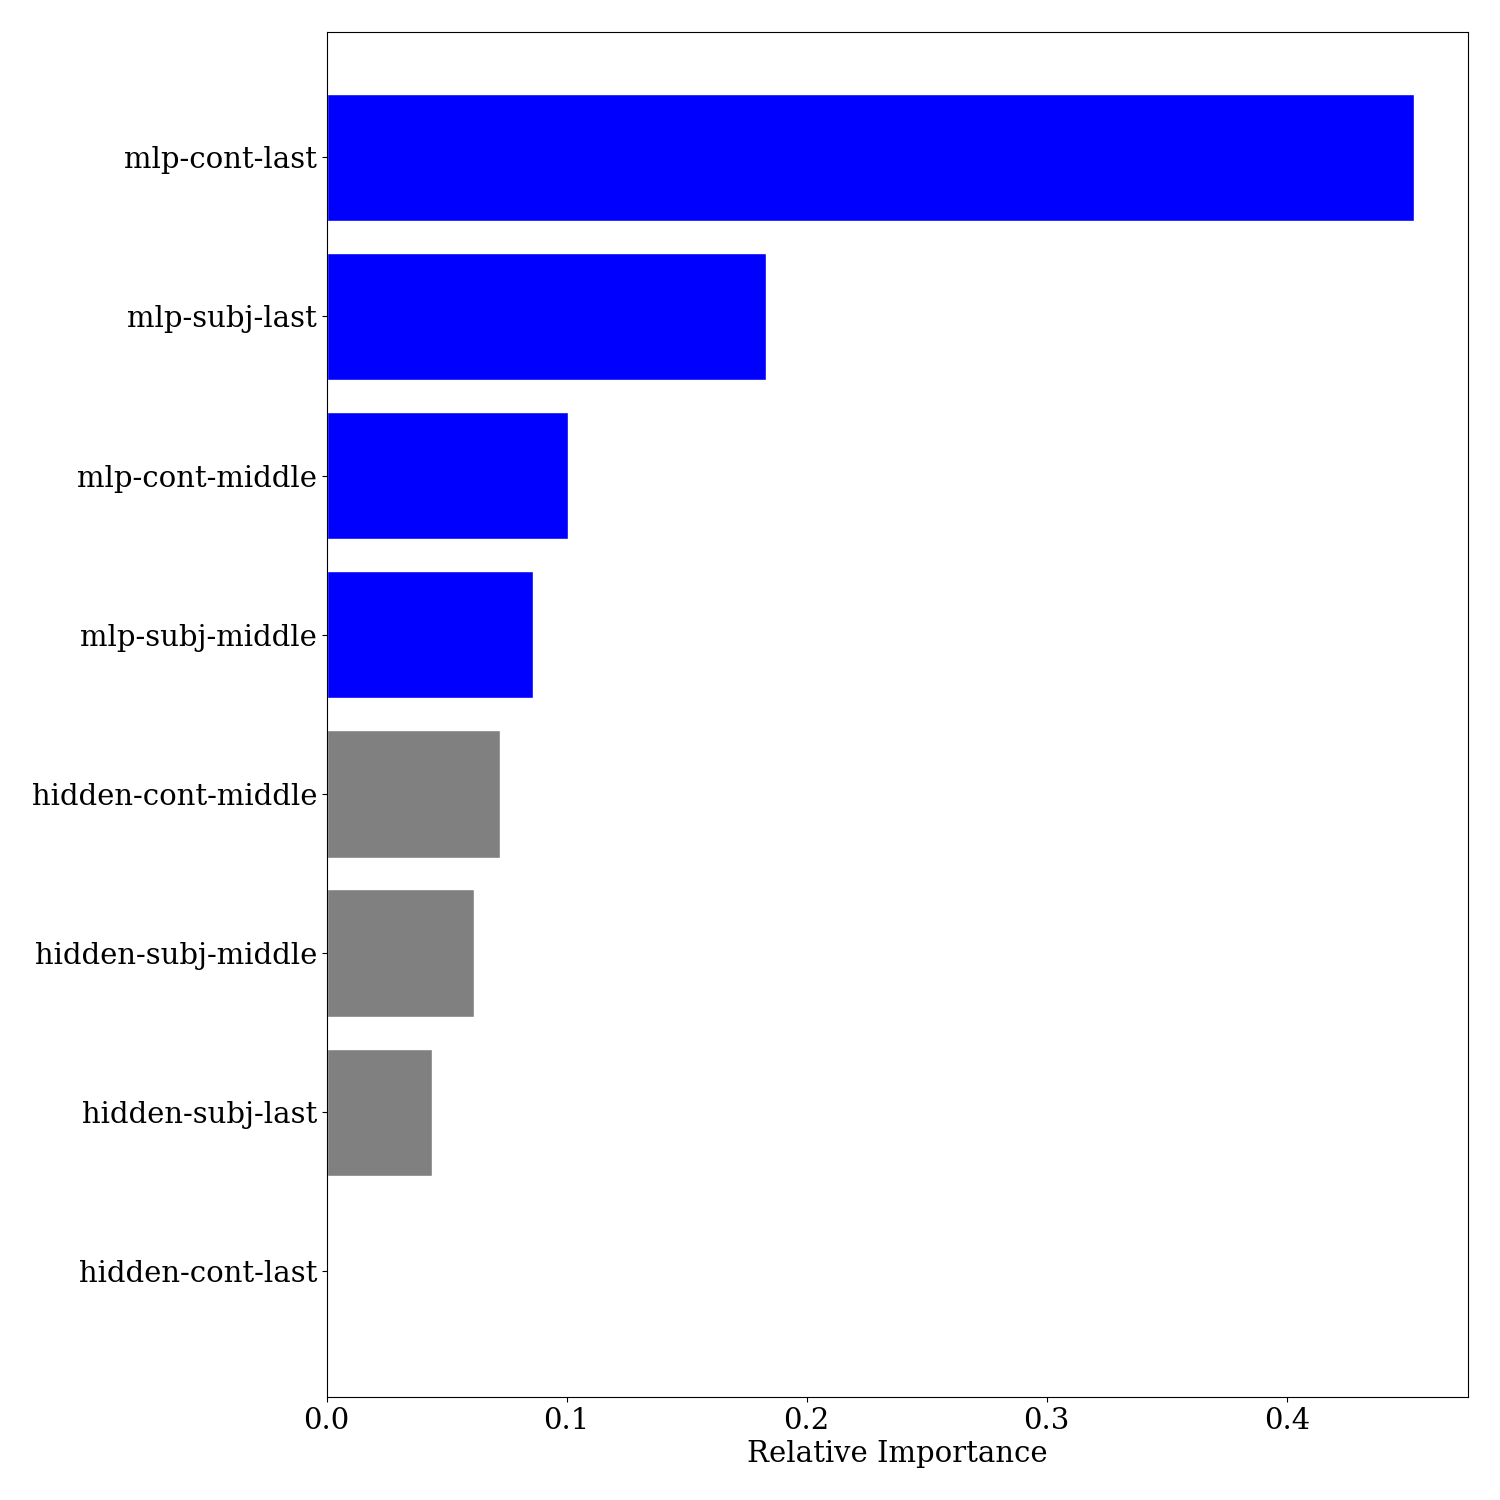 mlp-cont-last
mlp-subj-last
mlp-cont-middle
mlp-subj-middle
hidden-cont-middle
hidden-subj-middle
hidden-subj-last
hidden-cont-last
0.0 0.1 0.2 0.3 0.4
Relative Importance